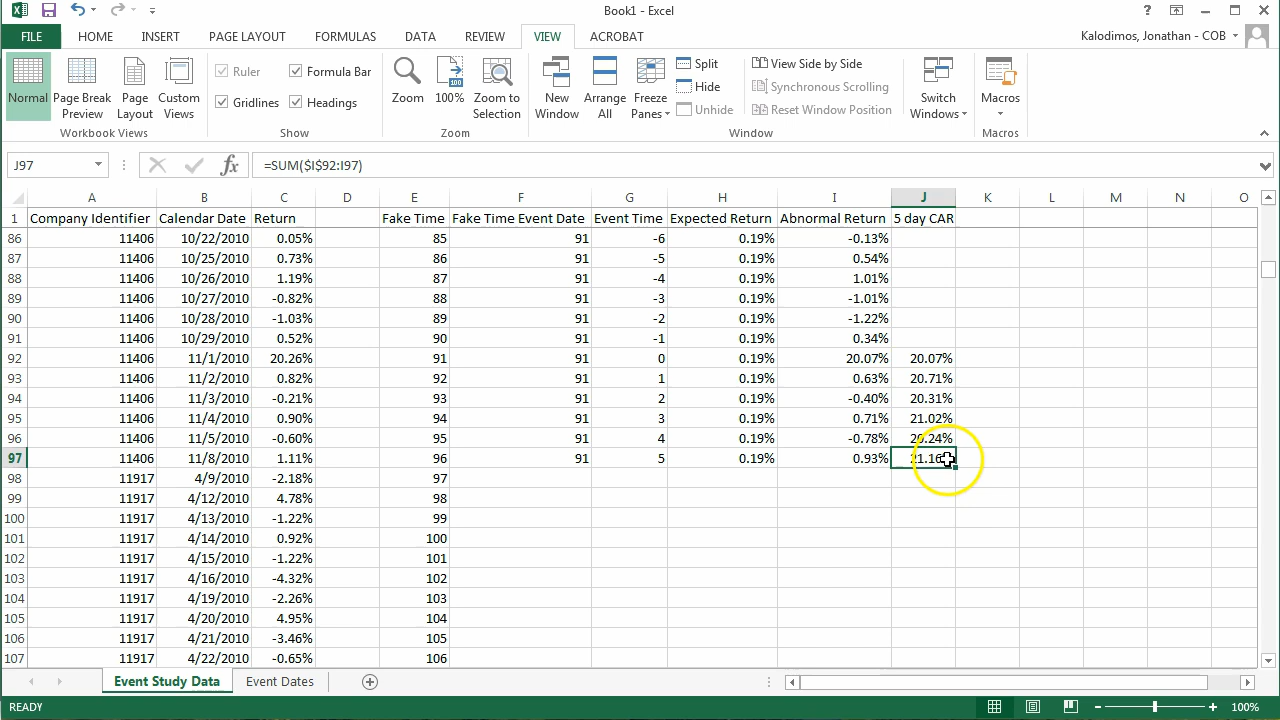 Book1 - Excel
FILE HOME INSERT PAGE LAYOUT FORMULAS DATA REVIEW VIEW ACROBAT Kalodimos, Jonathan - COB
Normal Page Break Preview Page Layout Custom Views Ruler Formula Bar Gridlines Headings Zoom 100% Zoom to Selection New Window Arrange All Freeze Panes Split Hide Unhide View Side by Side Synchronous Scrolling Reset Window Position Switch Windows Macros
Workbook Views Show Zoom Window Macros
J97 fx =SUM($I$92:I97)
A B C D E F G H I J K L M N O
1 Company Identifier Calendar Date Return Fake Time Fake Time Event Date Event Time Expected Return Abnormal Return 5 day CAR
86 11406 10/22/2010 0.05% 85 91 -6 0.19% -0.13%
87 11406 10/25/2010 0.73% 86 91 -5 0.19% 0.54%
88 11406 10/26/2010 1.19% 87 91 -4 0.19% 1.01%
89 11406 10/27/2010 -0.82% 88 91 -3 0.19% -1.01%
90 11406 10/28/2010 -1.03% 89 91 -2 0.19% -1.22%
91 11406 10/29/2010 0.52% 90 91 -1 0.19% 0.34%
92 11406 11/1/2010 20.26% 91 91 0 0.19% 20.07% 20.07%
93 11406 11/2/2010 0.82% 92 91 1 0.19% 0.63% 20.71%
94 11406 11/3/2010 -0.21% 93 91 2 0.19% -0.40% 20.31%
95 11406 11/4/2010 0.90% 94 91 3 0.19% 0.71% 21.02%
96 11406 11/5/2010 -0.60% 95 91 4 0.19% -0.78% 20.24%
97 11406 11/8/2010 1.11% 96 91 5 0.19% 0.93%
98 11917 4/9/2010 -2.18% 97
99 11917 4/12/2010 4.78% 98
100 11917 4/13/2010 -1.22% 99
101 11917 4/14/2010 0.92% 100
102 11917 4/15/2010 -1.22% 101
103 11917 4/16/2010 -4.32% 102
104 11917 4/19/2010 -2.26% 103
105 11917 4/20/2010 4.95% 104
106 11917 4/21/2010 -3.46% 105
107 11917 4/22/2010 -0.65% 106
Event Study Data Event Dates
READY 100%